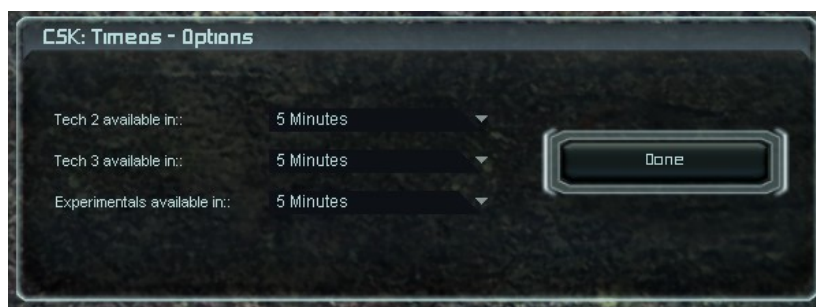 CSK: Timeos - Options
Tech 2 available in:: 5 Minutes
Tech 3 available in:: 5 Minutes
Done
Experimentals available in:: 5 Minutes